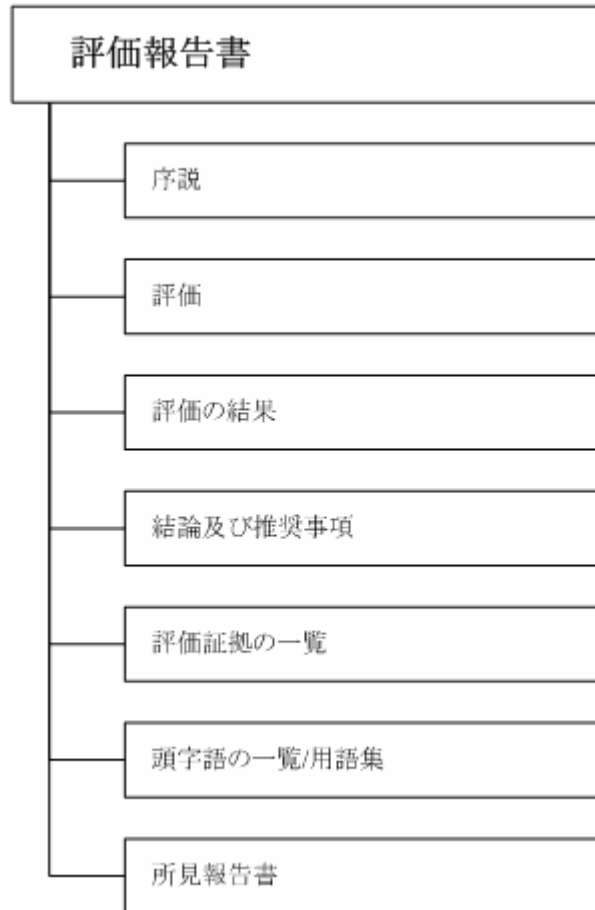 評価報告書
序説
評価
評価の結果
結論及び推奨事項
評価証拠の一覧
頭字語の一覧/用語集
所見報告書